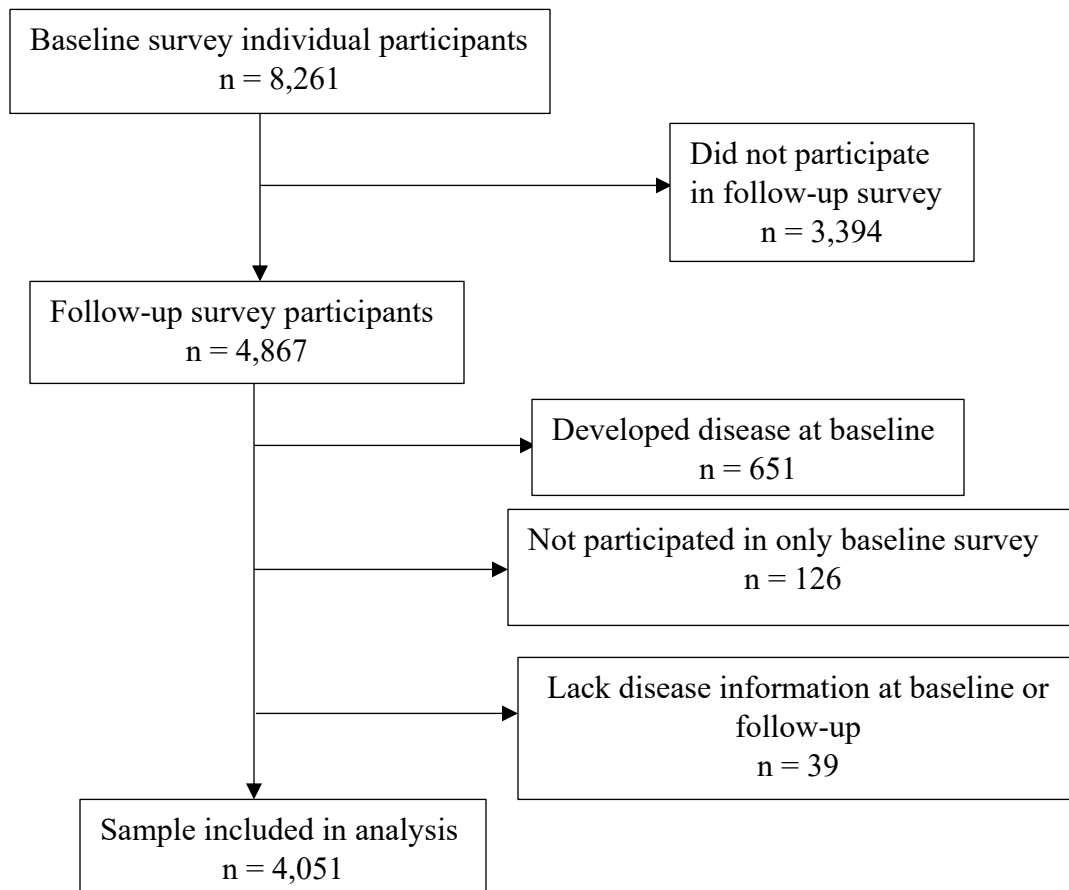 Baseline survey individual participants
n = 8,261
Did not participate
in follow-up survey
n = 3,394
Follow-up survey participants
n = 4,867
Developed disease at baseline
n = 651
Not participated in only baseline survey
n = 126
Lack disease information at baseline or
follow-up
n = 39
Sample included in analysis
n = 4,051